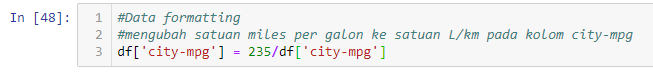 In [48]:
1 #Data formatting
2 #mengubah satuan miles per galon ke satuan L/km pada kolom city-mpg
3 df['city-mpg'] = 235/df['city-mpg']